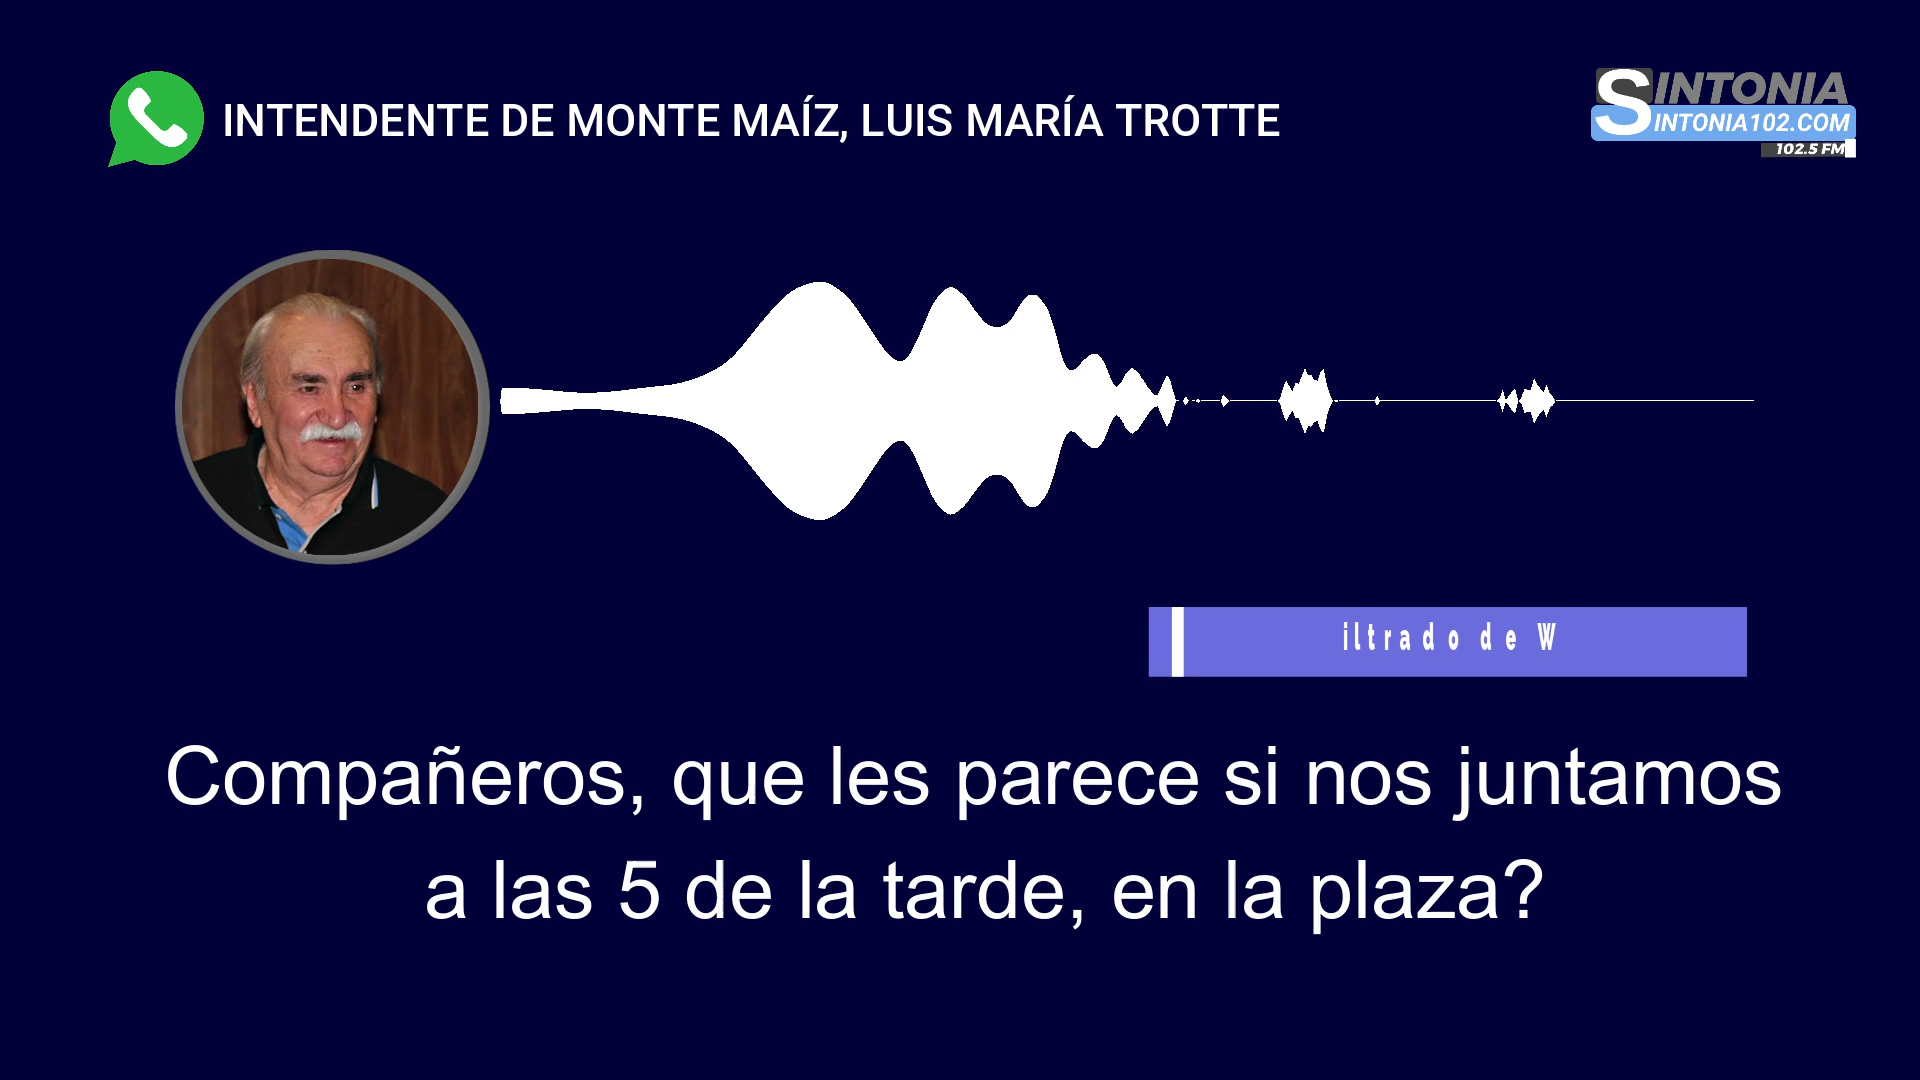 INTENDENTE DE MONTE MAÍZ, LUIS MARÍA TROTTE
SINTONIA
SINTONIA102.COM
102.5 FM
iltrado de W
Compañeros, que les parece si nos juntamos
a las 5 de la tarde, en la plaza?